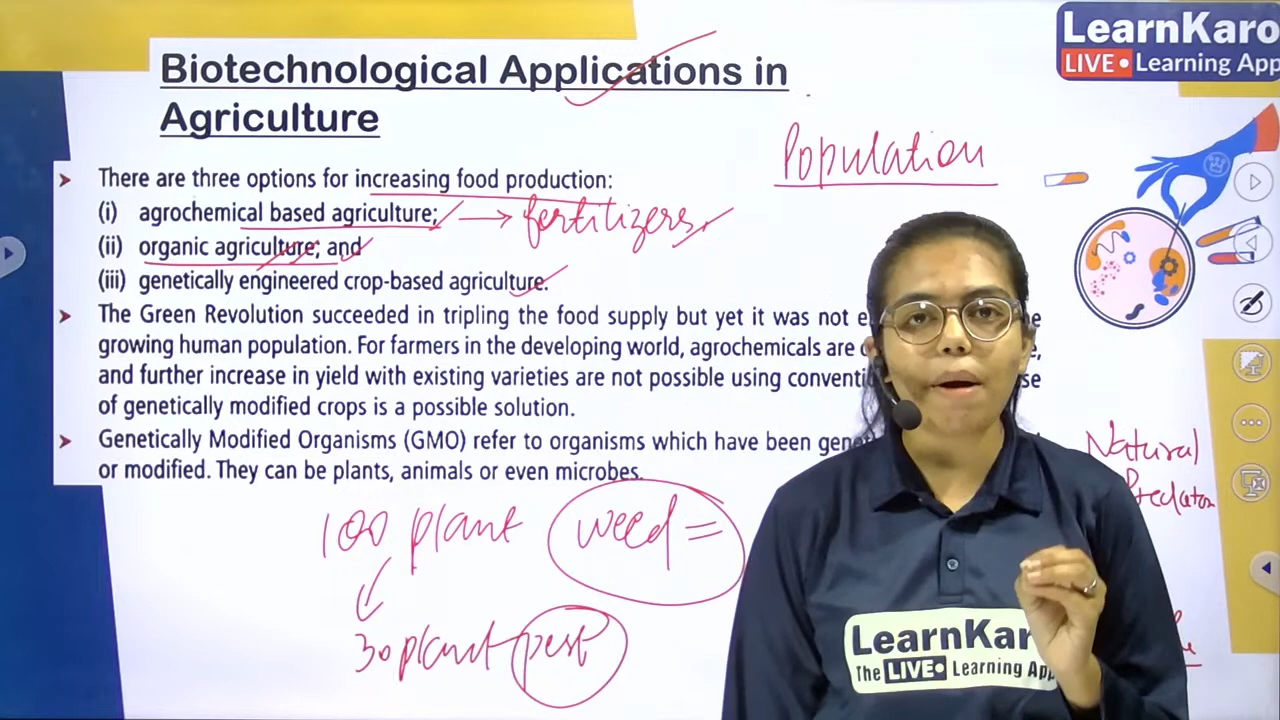 LearnKaro
LIVE• Learning App
Biotechnological Applications in
Agriculture
Population
➤ There are three options for increasing food production:
(i) agrochemical based agriculture; → fertilizers
(ii) organic agriculture; and
(iii) genetically engineered crop-based agriculture.
➤ The Green Revolution succeeded in tripling the food supply but yet it was not e
growing human population. For farmers in the developing world, agrochemicals are
and further increase in yield with existing varieties are not possible using conventi se
of genetically modified crops is a possible solution.
➤ Genetically Modified Organisms (GMO) refer to organisms which have been gen
or modified. They can be plants, animals or even microbes.
Natural
100 plant
weed =
30 plant pest
LearnKar
The LIVE• Learning App